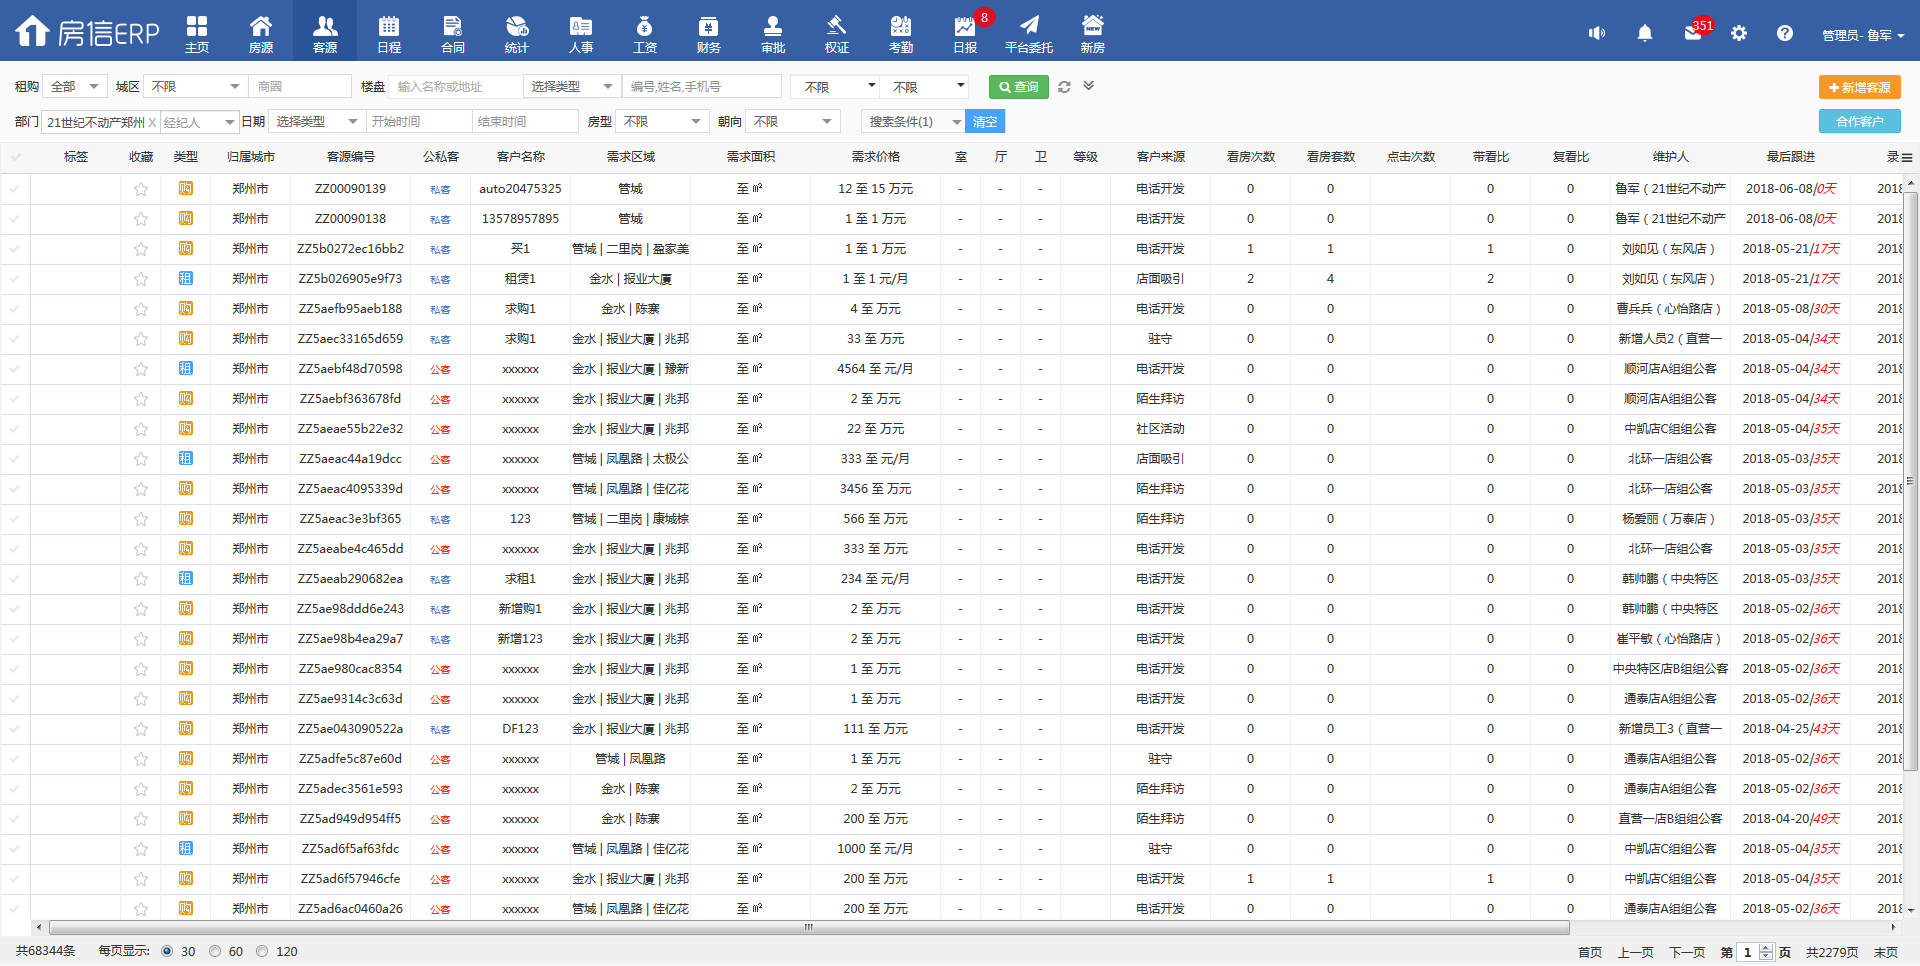 房信ERP 主页 房源 客源 日程 合同 统计 人事 工资 财务 审批 权证 考勤 日报 8 平台委托 新房 351 管理员- 鲁军
租购 全部 城区 不限 商圈 楼盘 输入名称或地址 选择类型 编号,姓名,手机号 不限 不限 查询 新增客源
部门 21世纪不动产郑州 X 经纪人 日期 选择类型 开始时间 结束时间 房型 不限 朝向 不限 搜索条件(1) 清空 合作客户
标签 收藏 类型 归属城市 客源编号 公私客 客户名称 需求区域 需求面积 需求价格 室 厅 卫 等级 客户来源 看房次数 看房套数 点击次数 带看比 复看比 维护人 最后跟进 录
购 郑州市 ZZ00090139 私客 auto20475325 管城 至 ㎡ 12 至 15 万元 - - - 电话开发 0 0 0 0 鲁军（21世纪不动产 2018-06-08/0天 2018
购 郑州市 ZZ00090138 私客 13578957895 管城 至 ㎡ 1 至 1 万元 - - - 电话开发 0 0 0 0 鲁军（21世纪不动产 2018-06-08/0天 2018
购 郑州市 ZZ5b0272ec16bb2 私客 买1 管城 | 二里岗 | 盈家美 至 ㎡ 1 至 1 万元 - - - 电话开发 1 1 1 0 刘如见（东风店） 2018-05-21/17天 2018
租 郑州市 ZZ5b026905e9f73 私客 租赁1 金水 | 报业大厦 至 ㎡ 1 至 1 元/月 - - - 店面吸引 2 4 2 0 刘如见（东风店） 2018-05-21/17天 2018
购 郑州市 ZZ5aefb95aeb188 私客 求购1 金水 | 陈寨 至 ㎡ 4 至 万元 - - - 电话开发 0 0 0 0 曹兵兵（心怡路店） 2018-05-08/30天 2018
购 郑州市 ZZ5aec33165d659 私客 求购1 金水 | 报业大厦 | 兆邦 至 ㎡ 33 至 万元 - - - 驻守 0 0 0 0 新增人员2（直营一 2018-05-04/34天 2018
租 郑州市 ZZ5aebf48d70598 公客 xxxxxx 金水 | 报业大厦 | 豫新 至 ㎡ 4564 至 元/月 - - - 电话开发 0 0 0 0 顺河店A组组公客 2018-05-04/34天 2018
购 郑州市 ZZ5aebf363678fd 公客 xxxxxx 金水 | 报业大厦 | 兆邦 至 ㎡ 2 至 万元 - - - 陌生拜访 0 0 0 0 顺河店A组组公客 2018-05-04/34天 2018
购 郑州市 ZZ5aeae55b22e32 公客 xxxxxx 金水 | 报业大厦 | 兆邦 至 ㎡ 22 至 万元 - - - 社区活动 0 0 0 0 中凯店C组组公客 2018-05-04/35天 2018
租 郑州市 ZZ5aeac44a19dcc 公客 xxxxxx 管城 | 凤凰路 | 太极公 至 ㎡ 333 至 元/月 - - - 店面吸引 0 0 0 0 北环一店组公客 2018-05-03/35天 2018
购 郑州市 ZZ5aeac4095339d 公客 xxxxxx 管城 | 凤凰路 | 佳亿花 至 ㎡ 3456 至 万元 - - - 陌生拜访 0 0 0 0 北环一店组公客 2018-05-03/35天 2018
购 郑州市 ZZ5aeac3e3bf365 私客 123 管城 | 二里岗 | 康城棕 至 ㎡ 566 至 万元 - - - 陌生拜访 0 0 0 0 杨爱丽（万泰店） 2018-05-03/35天 2018
购 郑州市 ZZ5aeabe4c465dd 公客 xxxxxx 金水 | 报业大厦 | 兆邦 至 ㎡ 333 至 万元 - - - 电话开发 0 0 0 0 北环一店组公客 2018-05-03/35天 2018
租 郑州市 ZZ5aeab290682ea 私客 求租1 金水 | 报业大厦 | 兆邦 至 ㎡ 234 至 元/月 - - - 电话开发 0 0 0 0 韩帅鹏（中央特区 2018-05-03/35天 2018
购 郑州市 ZZ5ae98ddd6e243 私客 新增购1 金水 | 报业大厦 | 兆邦 至 ㎡ 2 至 万元 - - - 电话开发 0 0 0 0 韩帅鹏（中央特区 2018-05-02/36天 2018
购 郑州市 ZZ5ae98b4ea29a7 私客 新增123 金水 | 报业大厦 | 兆邦 至 ㎡ 2 至 万元 - - - 电话开发 0 0 0 0 崔平敏（心怡路店） 2018-05-02/36天 2018
购 郑州市 ZZ5ae980cac8354 公客 xxxxxx 金水 | 报业大厦 | 兆邦 至 ㎡ 1 至 万元 - - - 电话开发 0 0 0 0 中央特区店B组组公客 2018-05-02/36天 2018
购 郑州市 ZZ5ae9314c3c63d 公客 xxxxxx 金水 | 报业大厦 | 兆邦 至 ㎡ 1 至 万元 - - - 电话开发 0 0 0 0 通泰店A组组公客 2018-05-02/36天 2018
购 郑州市 ZZ5ae043090522a 私客 DF123 金水 | 报业大厦 | 兆邦 至 ㎡ 111 至 万元 - - - 电话开发 0 0 0 0 新增员工3（直营一 2018-04-25/43天 2018
购 郑州市 ZZ5adfe5c87e60d 公客 xxxxxx 管城 | 凤凰路 至 ㎡ 1 至 万元 - - - 驻守 0 0 0 0 通泰店A组组公客 2018-05-02/36天 2018
购 郑州市 ZZ5adec3561e593 公客 xxxxxx 金水 | 陈寨 至 ㎡ 2 至 万元 - - - 陌生拜访 0 0 0 0 通泰店A组组公客 2018-05-02/36天 2018
购 郑州市 ZZ5ad949d954ff5 公客 xxxxxx 金水 | 陈寨 至 ㎡ 200 至 万元 - - - 陌生拜访 0 0 0 0 直营一店B组组公客 2018-04-20/49天 2018
租 郑州市 ZZ5ad6f5af63fdc 公客 xxxxxx 管城 | 凤凰路 | 佳亿花 至 ㎡ 1000 至 元/月 - - - 驻守 0 0 0 0 中凯店C组组公客 2018-05-04/35天 2018
购 郑州市 ZZ5ad6f57946cfe 公客 xxxxxx 金水 | 报业大厦 | 兆邦 至 ㎡ 200 至 万元 - - - 电话开发 1 1 1 0 中凯店C组组公客 2018-05-04/35天 2018
购 郑州市 ZZ5ad6ac0460a26 公客 xxxxxx 管城 | 凤凰路 | 佳亿花 至 ㎡ 200 至 万元 - - - 电话开发 0 0 0 0 通泰店A组组公客 2018-05-02/36天 2018
共68344条 每页显示: 30 60 120 首页 上一页 下一页 第 1 页 共2279页 末页